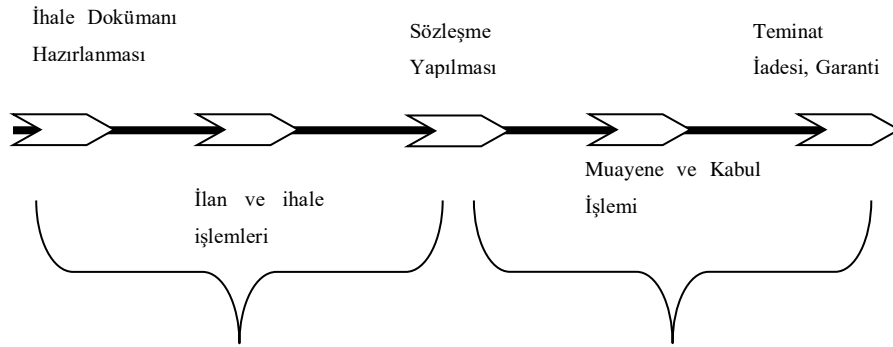 İhale Dokümanı
Hazırlanması
Sözleşme
Yapılması
Teminat
İadesi, Garanti
İlan ve ihale
işlemleri
Muayene ve Kabul
İşlemi